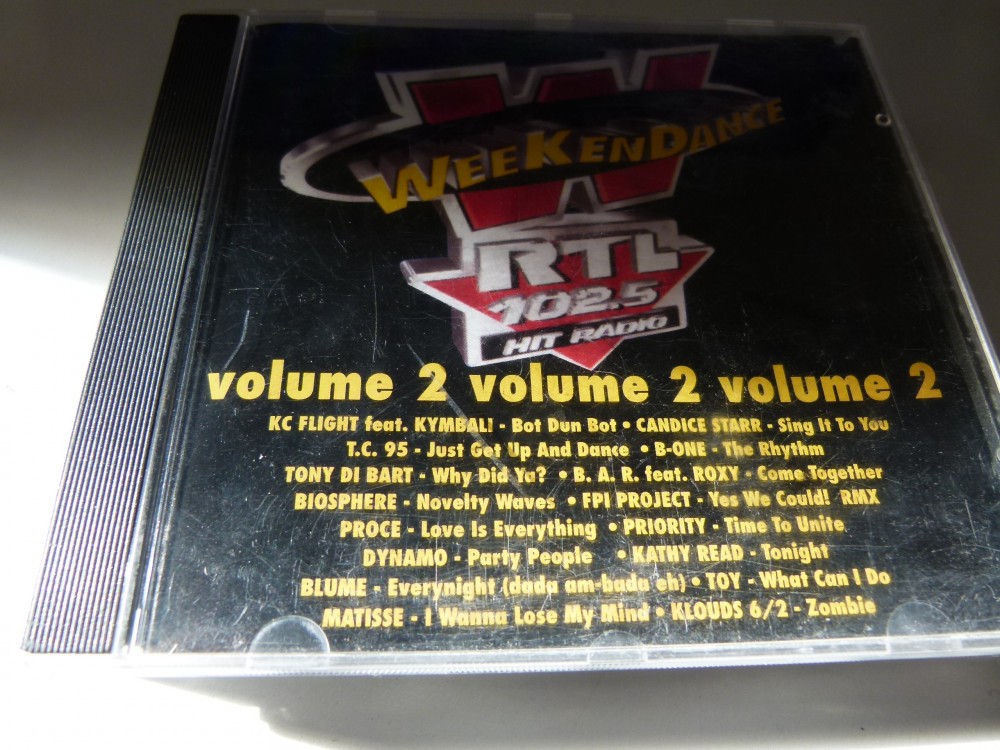 W
WEEKENDANCE
RTL
102.5
HIT RADIO
volume 2 volume 2 volume 2
KC FLIGHT feat. KYMBAL! - Bot Dun Bot • CANDICE STARR - Sing It To You
T.C. 95 - Just Get Up And Dance • B-ONE - The Rhythm
TONY DI BART - Why Did Ya? • B. A. R. feat. ROXY - Come Together
BIOSPHERE - Novelty Waves • FPI PROJECT - Yes We Could! RMX
PROCE - Love Is Everything • PRIORITY - Time To Unite
DYNAMO - Party People • KATHY READ - Tonight
BLUME - Everynight (dada am-bada eh) • TOY - What Can I Do
MATISSE - I Wanna Lose My Mind • KLOUDS 6/2 - Zombie